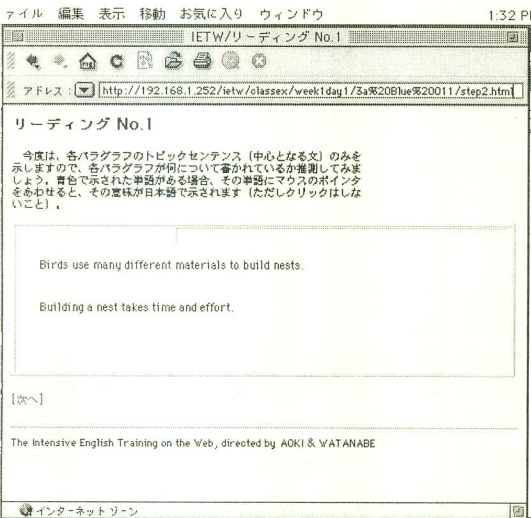 ァイル 編集 表示 移動 お気に入り ウィンドウ 1:32 P
IETW/リーディング No.1
アドレス : http://192.168.1.252/ietw/classex/week1day1/3a%20Blue%20011/step2.html
リーディング No.1
今度は、各パラグラフのトピックセンテンス（中心となる文）のみを
示しますので、各パラグラフが何について書かれているか推測してみま
しょう。青色で示された単語がある場合、その単語にマウスのポインタ
をあわせると、その意味が日本語で示されます（ただしクリックはしな
いこと）。
Birds use many different materials to build nests.
Building a nest takes time and effort.
[次へ]
The Intensive English Training on the Web, directed by AOKI & WATANABE
インターネット ゾーン